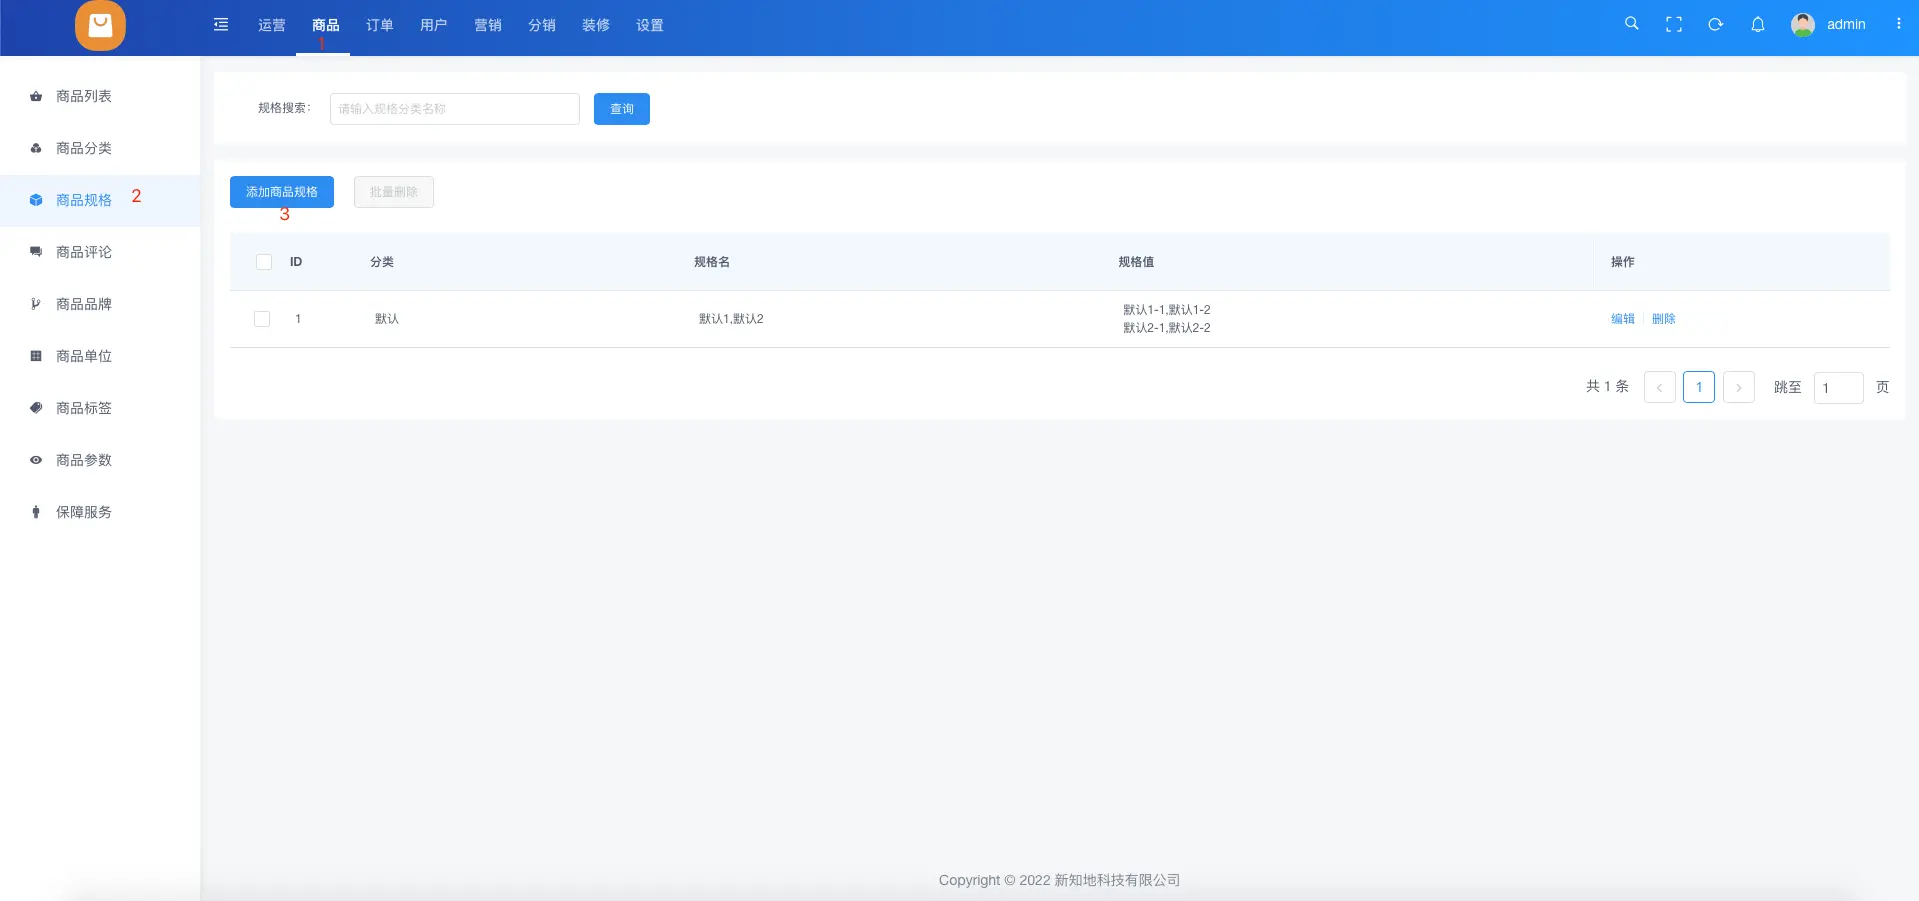 运营 商品 订单 用户 营销 分销 装修 设置 admin
1
商品列表
商品分类
商品规格 2
商品评论
商品品牌
商品单位
商品标签
商品参数
保障服务
规格搜索: 请输入规格分类名称 查询
添加商品规格 批量删除
3
ID 分类 规格名 规格值 操作
1 默认 默认1,默认2 默认1-1,默认1-2 编辑 删除
默认2-1,默认2-2
共 1 条 < 1 > 跳至 1 页
Copyright © 2022 新知地科技有限公司